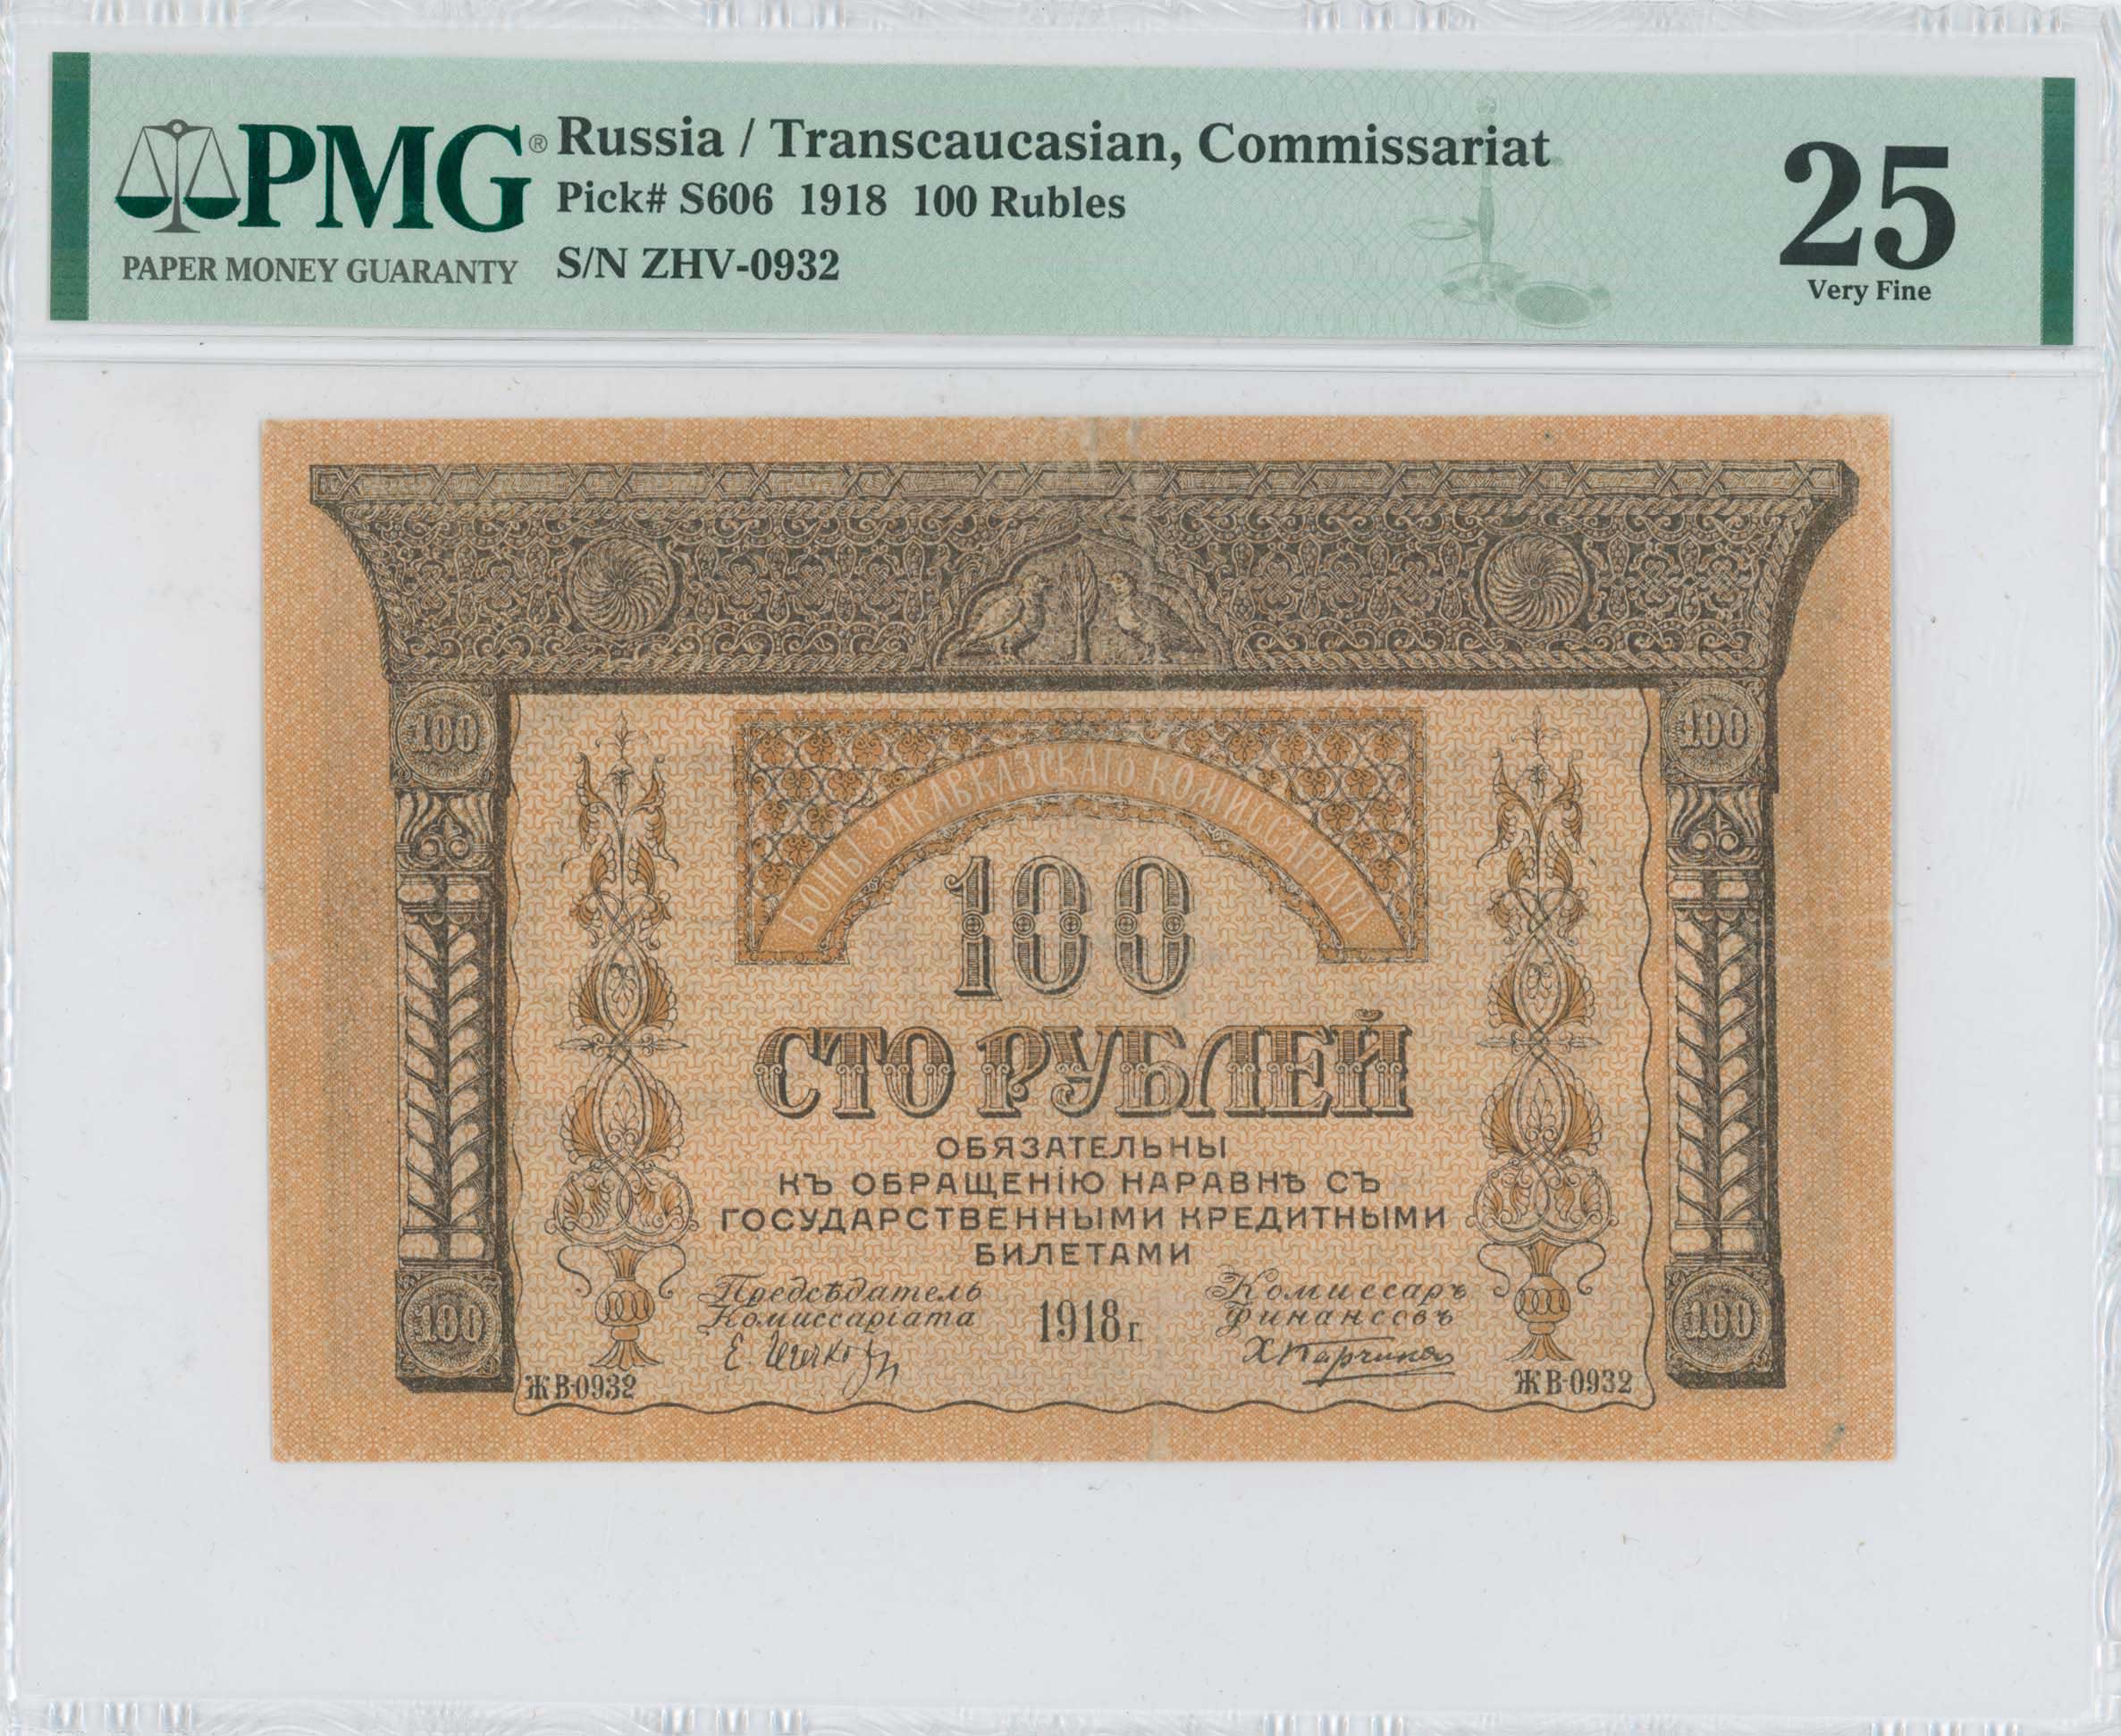 PMG® Russia / Transcaucasian, Commissariat
Pick# S606 1918 100 Rubles
PAPER MONEY GUARANTY S/N ZHV-0932
25
Very Fine
100 100
БОНЫ ЗАКАВКАЗСКАГО КОМИССАРІАТА
100
СТО РУБЛЕЙ
ОБЯЗАТЕЛЬНЫ
КЪ ОБРАЩЕНІЮ НАРАВНѢ СЪ
ГОСУДАРСТВЕННЫМИ КРЕДИТНЫМИ
БИЛЕТАМИ
Предсѣдатель
Комиссаріата
1918 г.
Комиссаръ
Финансовъ
100 100
ЖВ-0932 ЖВ-0932